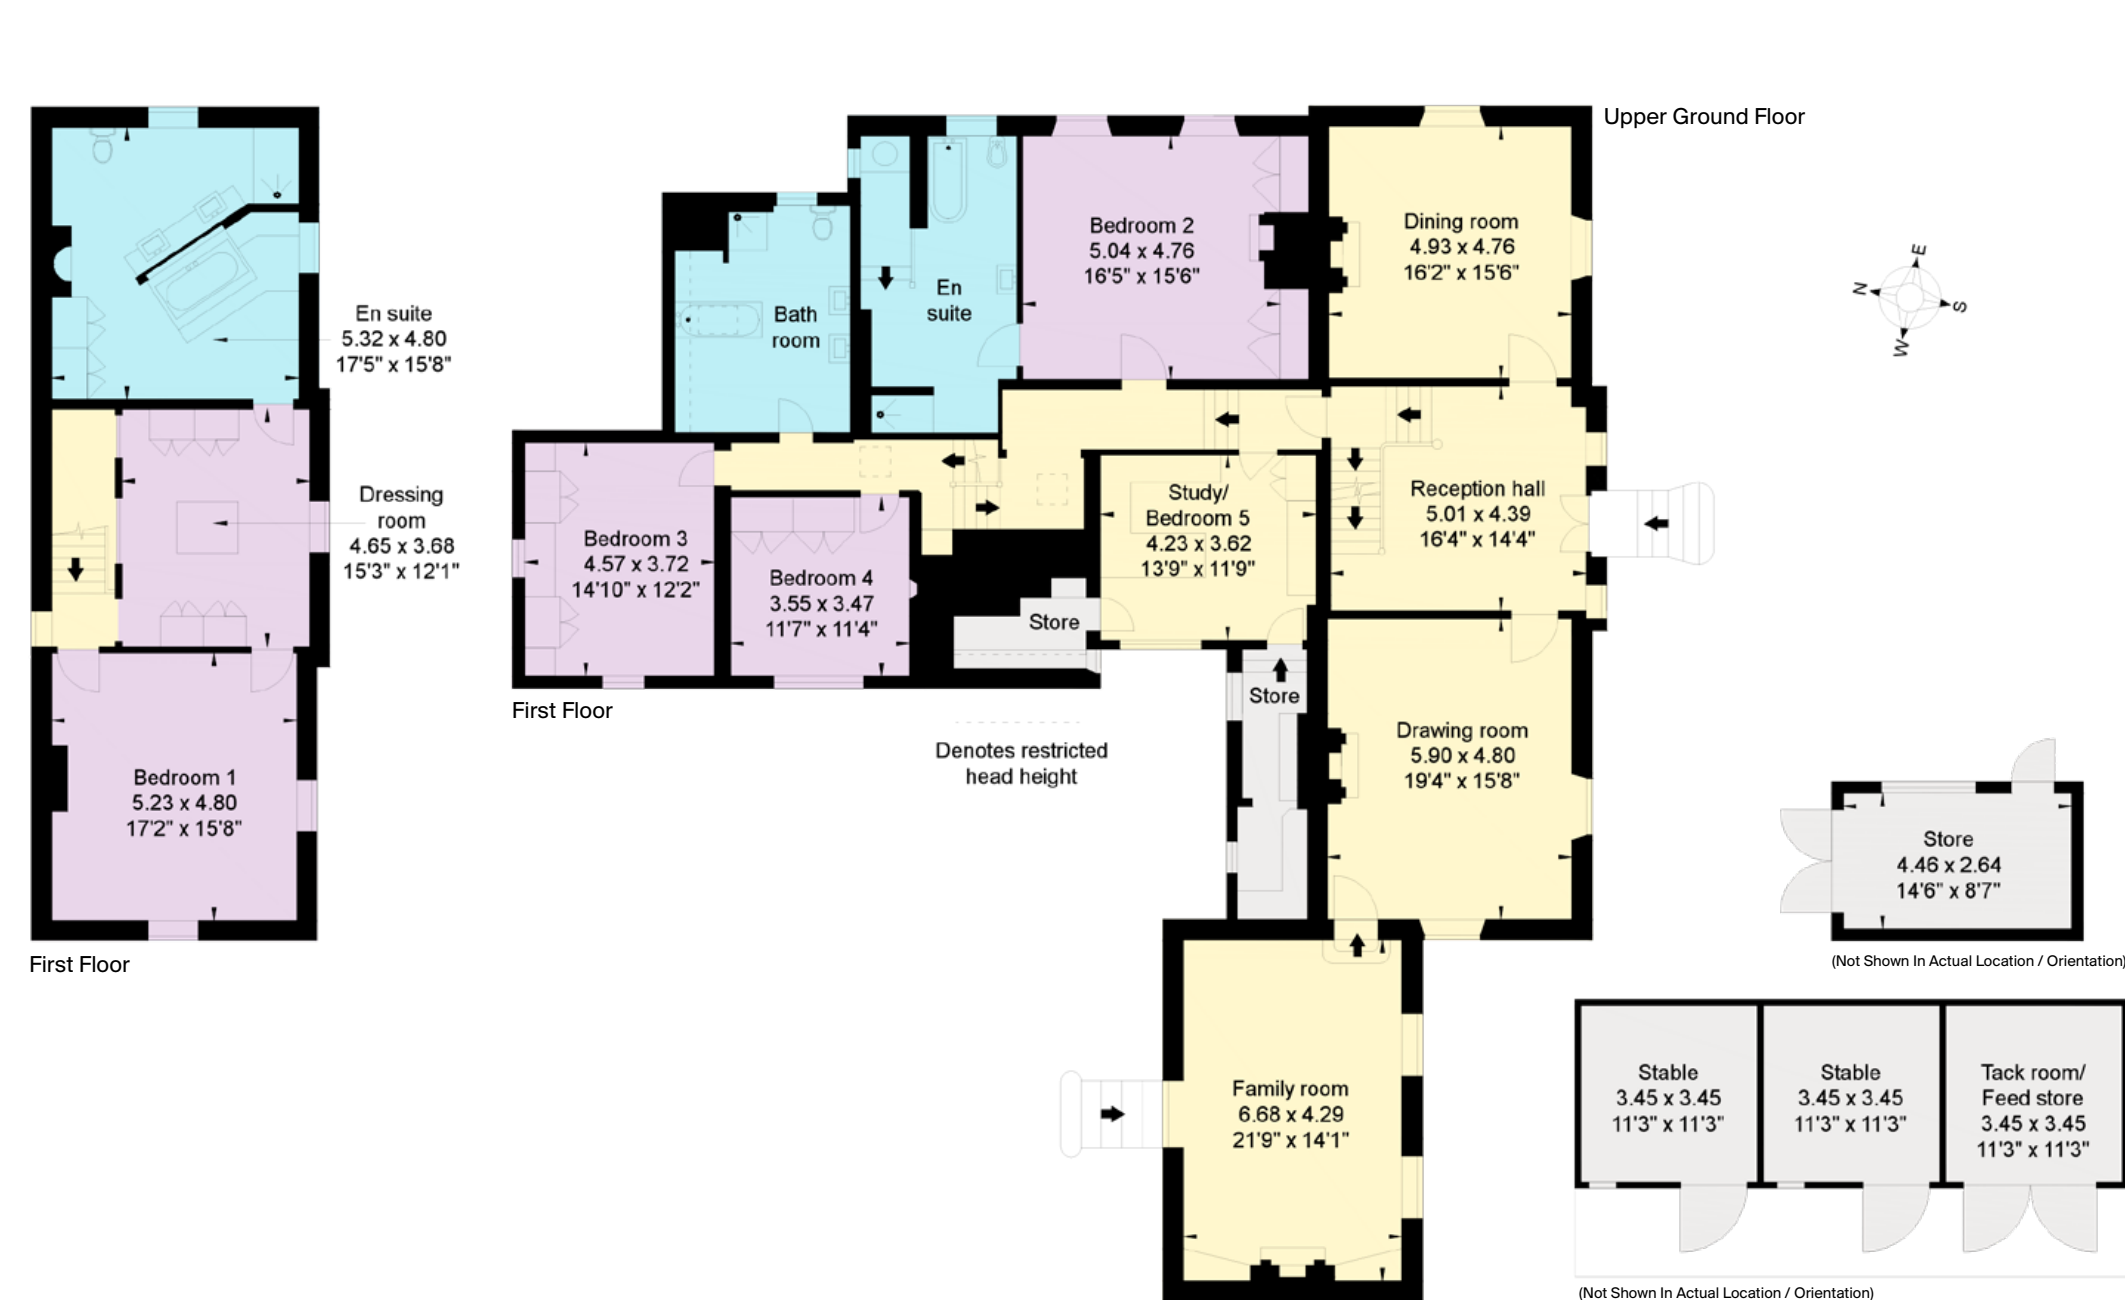 Upper Ground Floor
En suite
5.32 x 4.80
17'5" x 15'8"
Dressing
room
4.65 x 3.68
15'3" x 12'1"
Bedroom 1
5.23 x 4.80
17'2" x 15'8"
First Floor
Bath
room
En
suite
Bedroom 2
5.04 x 4.76
16'5" x 15'6"
Dining room
4.93 x 4.76
16'2" x 15'6"
N
E
S
W
Bedroom 3
4.57 x 3.72
14'10" x 12'2"
Bedroom 4
3.55 x 3.47
11'7" x 11'4"
Store
Study/
Bedroom 5
4.23 x 3.62
13'9" x 11'9"
Reception hall
5.01 x 4.39
16'4" x 14'4"
First Floor
Denotes restricted
head height
Store
Drawing room
5.90 x 4.80
19'4" x 15'8"
Family room
6.68 x 4.29
21'9" x 14'1"
Store
4.46 x 2.64
14'6" x 8'7"
(Not Shown In Actual Location / Orientation)
Stable
3.45 x 3.45
11'3" x 11'3"
Stable
3.45 x 3.45
11'3" x 11'3"
Tack room/
Feed store
3.45 x 3.45
11'3" x 11'3"
(Not Shown In Actual Location / Orientation)